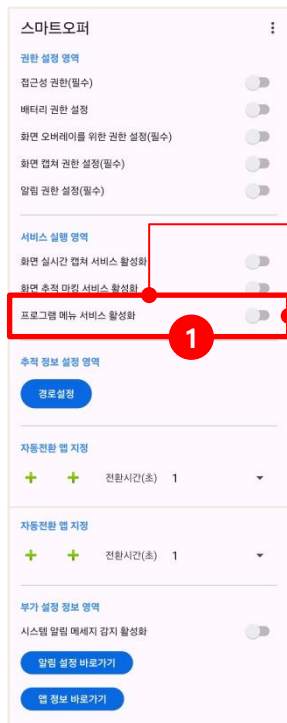 스마트오퍼
권한 설정 영역
접근성 권한(필수)
배터리 권한 설정
화면 오버레이를 위한 권한 설정(필수)
화면 캡쳐 권한 설정(필수)
알림 권한 설정(필수)
서비스 실행 영역
화면 실시간 캡쳐 서비스 활성화
화면 추적 마킹 서비스 활성화
프로그램 메뉴 서비스 활성화
1
추적 정보 설정 영역
경로설정
자동전환 앱 지정
전환시간(초) 1
자동전환 앱 지정
전환시간(초) 1
부가 설정 정보 영역
시스템 알림 메세지 감지 활성화
알림 설정 바로가기
앱 정보 바로가기